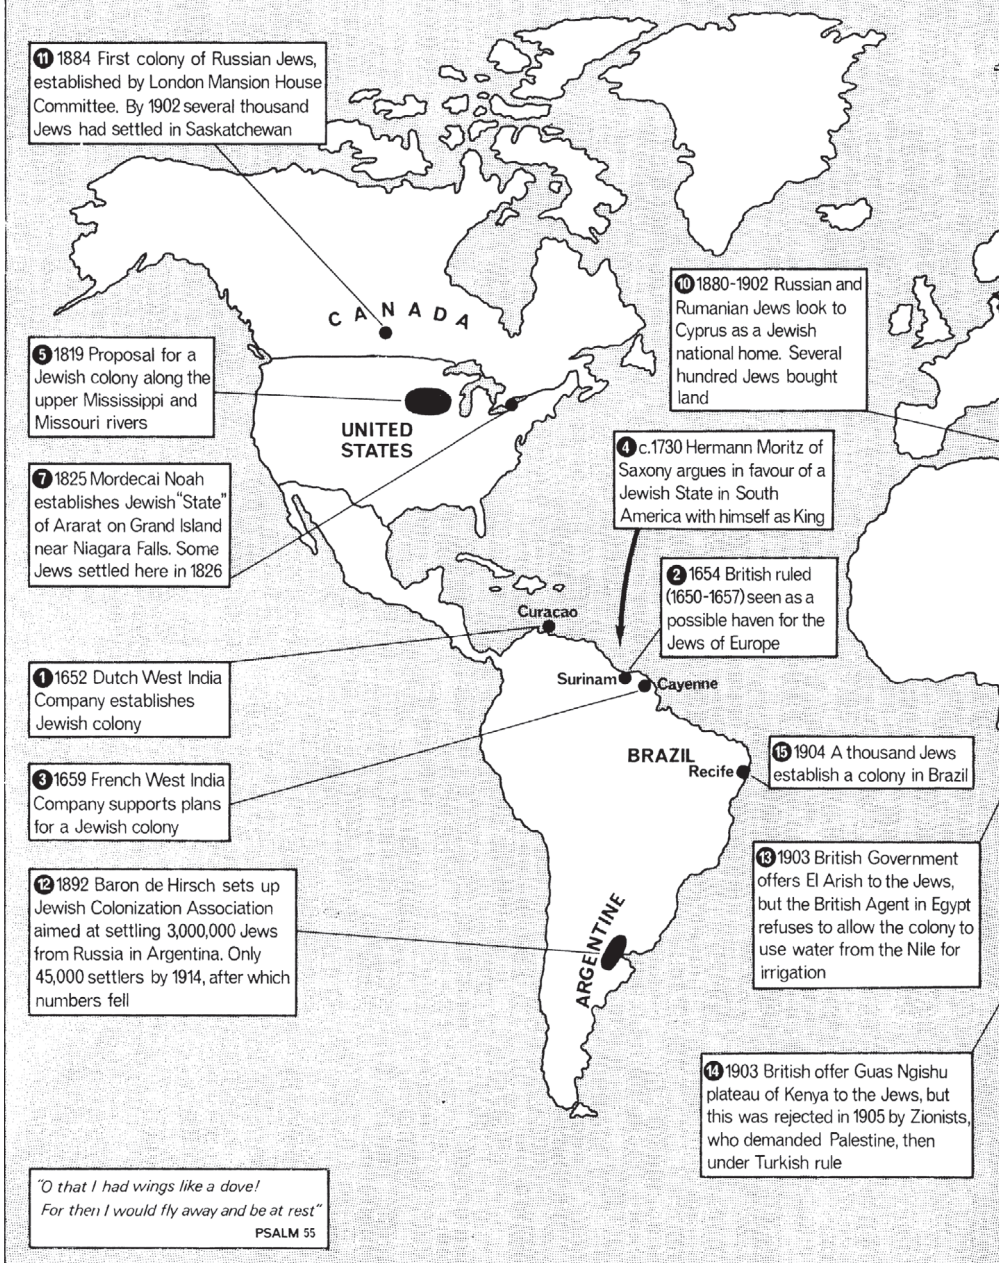 ⓫ 1884 First colony of Russian Jews,
established by London Mansion House
Committee. By 1902 several thousand
Jews had settled in Saskatchewan
CANADA
❿ 1880-1902 Russian and
Rumanian Jews look to
Cyprus as a Jewish
national home. Several
hundred Jews bought
land
❺ 1819 Proposal for a
Jewish colony along the
upper Mississippi and
Missouri rivers
UNITED
STATES
❹ c.1730 Hermann Moritz of
Saxony argues in favour of a
Jewish State in South
America with himself as King
❼ 1825 Mordecai Noah
establishes Jewish "State"
of Ararat on Grand Island
near Niagara Falls. Some
Jews settled here in 1826
❷ 1654 British ruled
(1650-1657) seen as a
possible haven for the
Jews of Europe
Curaçao
❶ 1652 Dutch West India
Company establishes
Jewish colony
Surinam
Cayenne
❸ 1659 French West India
Company supports plans
for a Jewish colony
BRAZIL
Recife
⓯ 1904 A thousand Jews
establish a colony in Brazil
⓬ 1892 Baron de Hirsch sets up
Jewish Colonization Association
aimed at settling 3,000,000 Jews
from Russia in Argentina. Only
45,000 settlers by 1914, after which
numbers fell
ARGENTINE
⓭ 1903 British Government
offers El Arish to the Jews,
but the British Agent in Egypt
refuses to allow the colony to
use water from the Nile for
irrigation
⓮ 1903 British offer Guas Ngishu
plateau of Kenya to the Jews, but
this was rejected in 1905 by Zionists,
who demanded Palestine, then
under Turkish rule
"O that I had wings like a dove!
For then I would fly away and be at rest"
PSALM 55